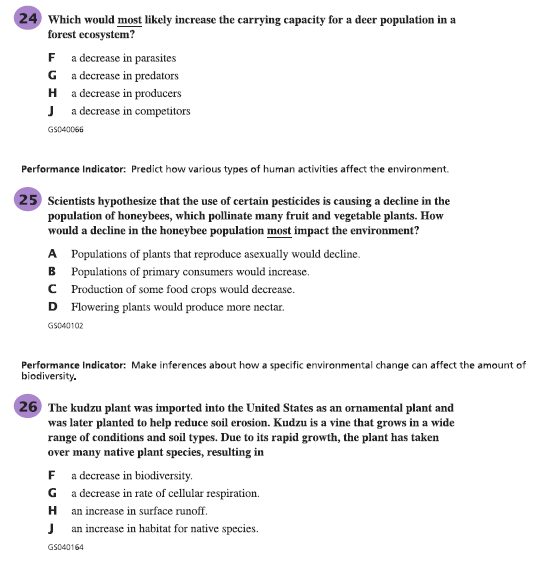 24 Which would most likely increase the carrying capacity for a deer population in a
forest ecosystem?
F a decrease in parasites
G a decrease in predators
H a decrease in producers
J a decrease in competitors
GS040066
Performance Indicator: Predict how various types of human activities affect the environment.
25 Scientists hypothesize that the use of certain pesticides is causing a decline in the
population of honeybees, which pollinate many fruit and vegetable plants. How
would a decline in the honeybee population most impact the environment?
A Populations of plants that reproduce asexually would decline.
B Populations of primary consumers would increase.
C Production of some food crops would decrease.
D Flowering plants would produce more nectar.
GS040102
Performance Indicator: Make inferences about how a specific environmental change can affect the amount of
biodiversity.
26 The kudzu plant was imported into the United States as an ornamental plant and
was later planted to help reduce soil erosion. Kudzu is a vine that grows in a wide
range of conditions and soil types. Due to its rapid growth, the plant has taken
over many native plant species, resulting in
F a decrease in biodiversity.
G a decrease in rate of cellular respiration.
H an increase in surface runoff.
J an increase in habitat for native species.
GS040164